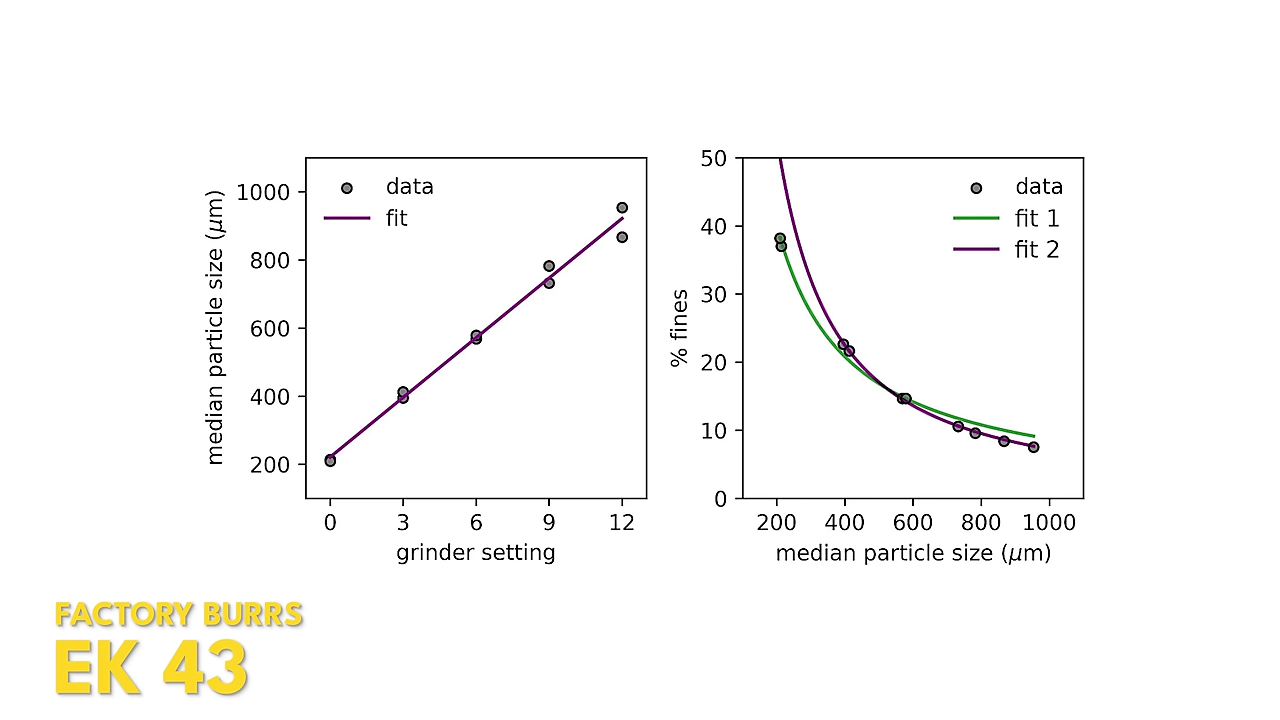 data
fit
median particle size (μm)
1000
800
600
400
200
0 3 6 9 12
grinder setting
data
fit 1
fit 2
% fines
50
40
30
20
10
0
200 400 600 800 1000
median particle size (μm)
FACTORY BURRS
EK 43